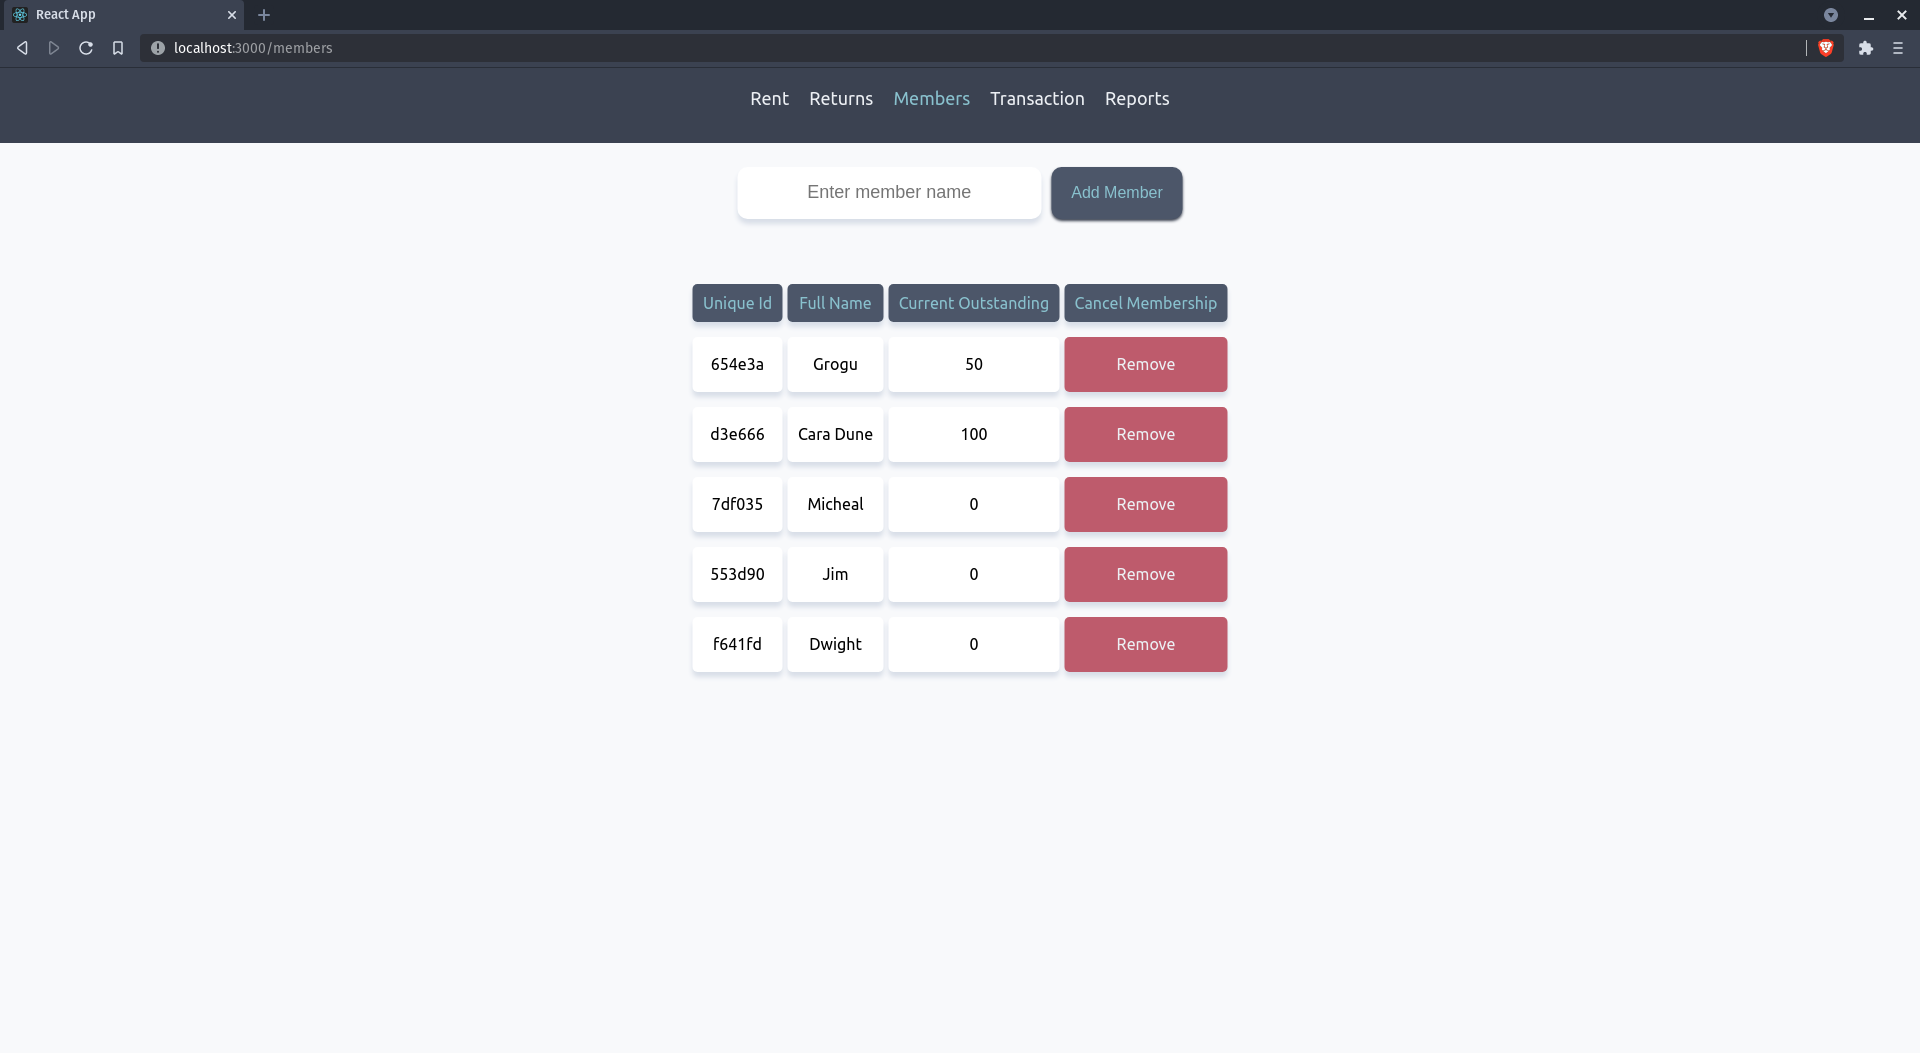 React App
localhost:3000/members
Rent Returns Members Transaction Reports
Enter member name Add Member
Unique Id Full Name Current Outstanding Cancel Membership
654e3a Grogu 50 Remove
d3e666 Cara Dune 100 Remove
7df035 Micheal 0 Remove
553d90 Jim 0 Remove
f641fd Dwight 0 Remove